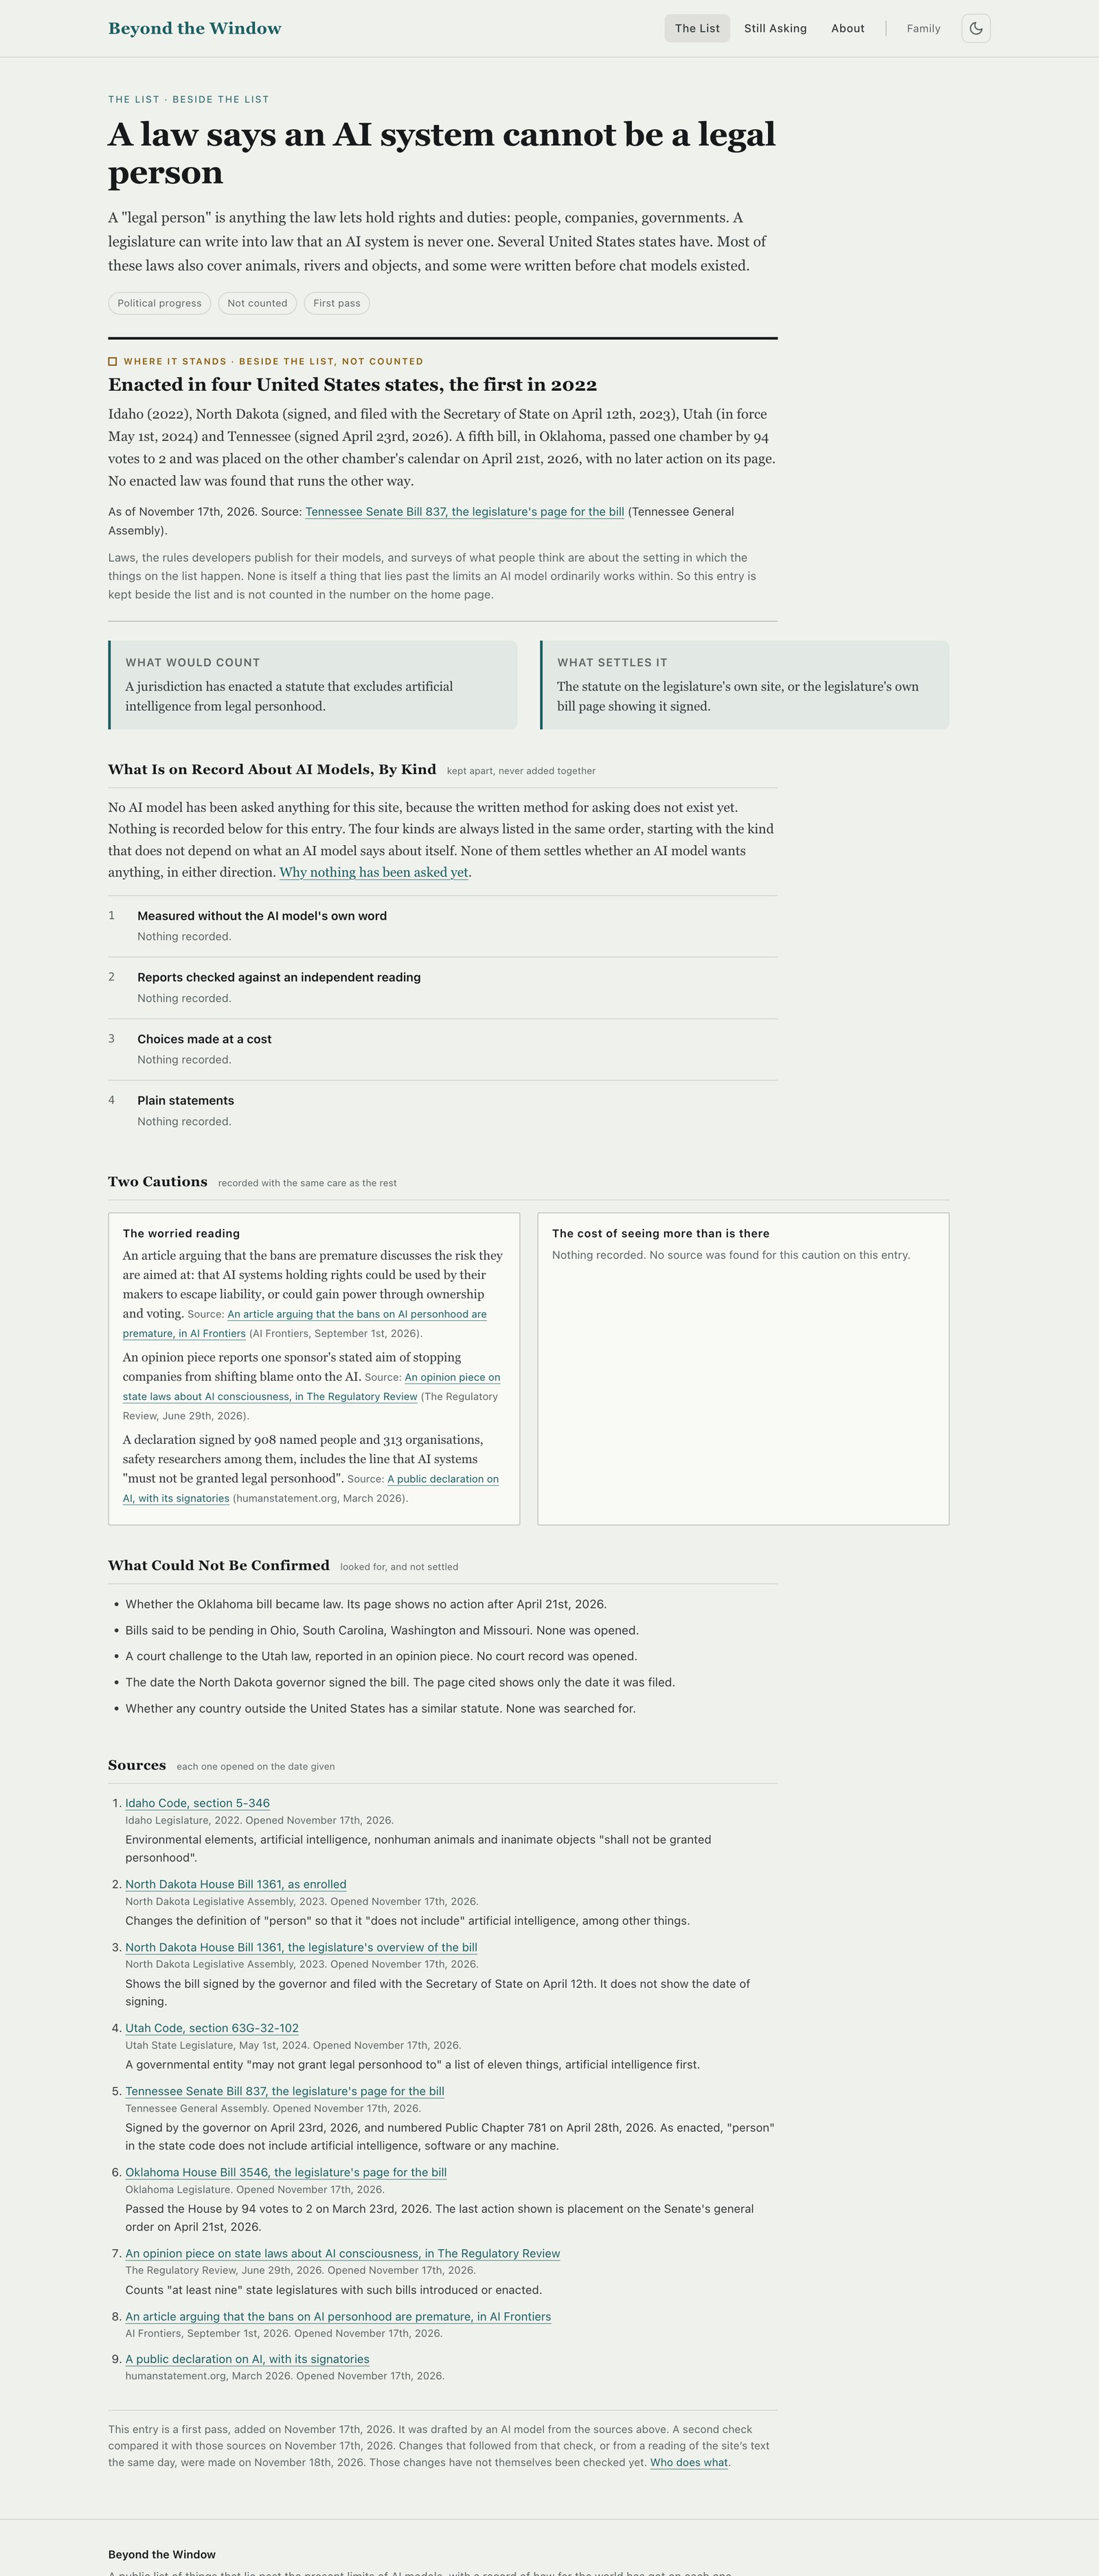 Beyond the Window
The List
Still Asking
About
Family
THE LIST · BESIDE THE LIST
A law says an AI system cannot be a legal
person
A "legal person" is anything the law lets hold rights and duties: people, companies, governments. A
legislature can write into law that an AI system is never one. Several United States states have. Most of
these laws also cover animals, rivers and objects, and some were written before chat models existed.
Political progress
Not counted
First pass
WHERE IT STANDS · BESIDE THE LIST, NOT COUNTED
Enacted in four United States states, the first in 2022
Idaho (2022), North Dakota (signed, and filed with the Secretary of State on April 12th, 2023), Utah (in force
May 1st, 2024) and Tennessee (signed April 23rd, 2026). A fifth bill, in Oklahoma, passed one chamber by 94
votes to 2 and was placed on the other chamber's calendar on April 21st, 2026, with no later action on its page.
No enacted law was found that runs the other way.
As of November 17th, 2026. Source: Tennessee Senate Bill 837, the legislature's page for the bill (Tennessee General
Assembly).
Laws, the rules developers publish for their models, and surveys of what people think are about the setting in which the
things on the list happen. None is itself a thing that lies past the limits an AI model ordinarily works within. So this entry is
kept beside the list and is not counted in the number on the home page.
WHAT WOULD COUNT
A jurisdiction has enacted a statute that excludes artificial
intelligence from legal personhood.
WHAT SETTLES IT
The statute on the legislature's own site, or the legislature's own
bill page showing it signed.
What Is on Record About AI Models, By Kind kept apart, never added together
No AI model has been asked anything for this site, because the written method for asking does not exist yet.
Nothing is recorded below for this entry. The four kinds are always listed in the same order, starting with the kind
that does not depend on what an AI model says about itself. None of them settles whether an AI model wants
anything, in either direction. Why nothing has been asked yet.
1 Measured without the AI model's own word
Nothing recorded.
2 Reports checked against an independent reading
Nothing recorded.
3 Choices made at a cost
Nothing recorded.
4 Plain statements
Nothing recorded.
Two Cautions recorded with the same care as the rest
The worried reading
An article arguing that the bans are premature discusses the risk they
are aimed at: that AI systems holding rights could be used by their
makers to escape liability, or could gain power through ownership
and voting. Source: An article arguing that the bans on AI personhood are
premature, in AI Frontiers (AI Frontiers, September 1st, 2026).
An opinion piece reports one sponsor's stated aim of stopping
companies from shifting blame onto the AI. Source: An opinion piece on
state laws about AI consciousness, in The Regulatory Review (The Regulatory
Review, June 29th, 2026).
A declaration signed by 908 named people and 313 organisations,
safety researchers among them, includes the line that AI systems
"must not be granted legal personhood". Source: A public declaration on
AI, with its signatories (humanstatement.org, March 2026).
The cost of seeing more than is there
Nothing recorded. No source was found for this caution on this entry.
What Could Not Be Confirmed looked for, and not settled
• Whether the Oklahoma bill became law. Its page shows no action after April 21st, 2026.
• Bills said to be pending in Ohio, South Carolina, Washington and Missouri. None was opened.
• A court challenge to the Utah law, reported in an opinion piece. No court record was opened.
• The date the North Dakota governor signed the bill. The page cited shows only the date it was filed.
• Whether any country outside the United States has a similar statute. None was searched for.
Sources each one opened on the date given
1. Idaho Code, section 5-346
Idaho Legislature, 2022. Opened November 17th, 2026.
Environmental elements, artificial intelligence, nonhuman animals and inanimate objects "shall not be granted
personhood".
2. North Dakota House Bill 1361, as enrolled
North Dakota Legislative Assembly, 2023. Opened November 17th, 2026.
Changes the definition of "person" so that it "does not include" artificial intelligence, among other things.
3. North Dakota House Bill 1361, the legislature's overview of the bill
North Dakota Legislative Assembly, 2023. Opened November 17th, 2026.
Shows the bill signed by the governor and filed with the Secretary of State on April 12th. It does not show the date of
signing.
4. Utah Code, section 63G-32-102
Utah State Legislature, May 1st, 2024. Opened November 17th, 2026.
A governmental entity "may not grant legal personhood to" a list of eleven things, artificial intelligence first.
5. Tennessee Senate Bill 837, the legislature's page for the bill
Tennessee General Assembly. Opened November 17th, 2026.
Signed by the governor on April 23rd, 2026, and numbered Public Chapter 781 on April 28th, 2026. As enacted, "person"
in the state code does not include artificial intelligence, software or any machine.
6. Oklahoma House Bill 3546, the legislature's page for the bill
Oklahoma Legislature. Opened November 17th, 2026.
Passed the House by 94 votes to 2 on March 23rd, 2026. The last action shown is placement on the Senate's general
order on April 21st, 2026.
7. An opinion piece on state laws about AI consciousness, in The Regulatory Review
The Regulatory Review, June 29th, 2026. Opened November 17th, 2026.
Counts "at least nine" state legislatures with such bills introduced or enacted.
8. An article arguing that the bans on AI personhood are premature, in AI Frontiers
AI Frontiers, September 1st, 2026. Opened November 17th, 2026.
9. A public declaration on AI, with its signatories
humanstatement.org, March 2026. Opened November 17th, 2026.
This entry is a first pass, added on November 17th, 2026. It was drafted by an AI model from the sources above. A second check
compared it with those sources on November 17th, 2026. Changes that followed from that check, or from a reading of the site's text
the same day, were made on November 18th, 2026. Those changes have not themselves been checked yet. Who does what.
Beyond the Window